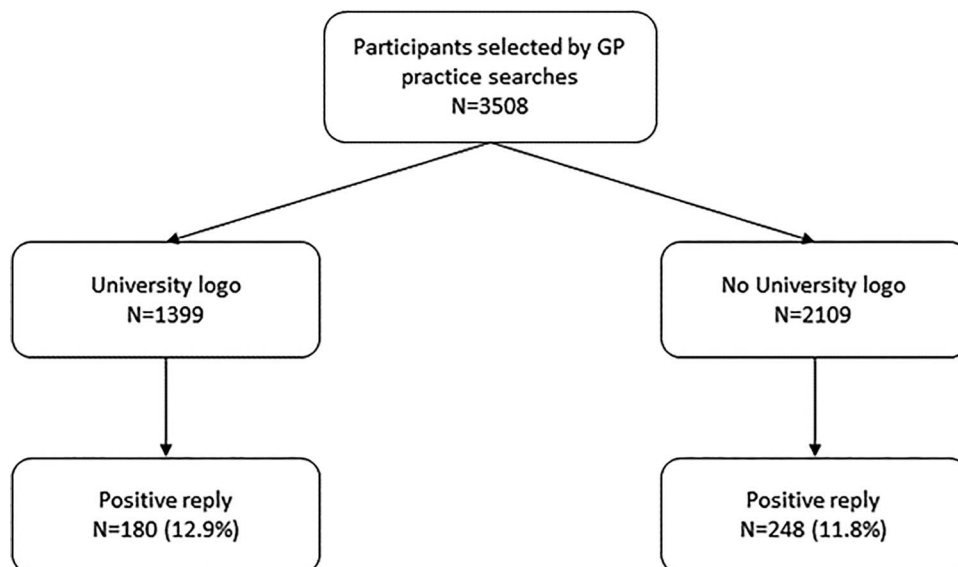 Participants selected by GP
practice searches
N=3508
University logo
N=1399
No University logo
N=2109
Positive reply
N=180 (12.9%)
Positive reply
N=248 (11.8%)